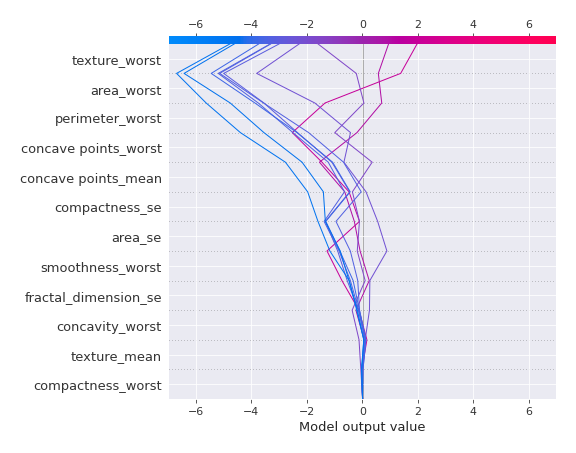 −6 −4 −2 0 2 4 6
texture_worst
area_worst
perimeter_worst
concave points_worst
concave points_mean
compactness_se
area_se
smoothness_worst
fractal_dimension_se
concavity_worst
texture_mean
compactness_worst
−6 −4 −2 0 2 4 6
Model output value